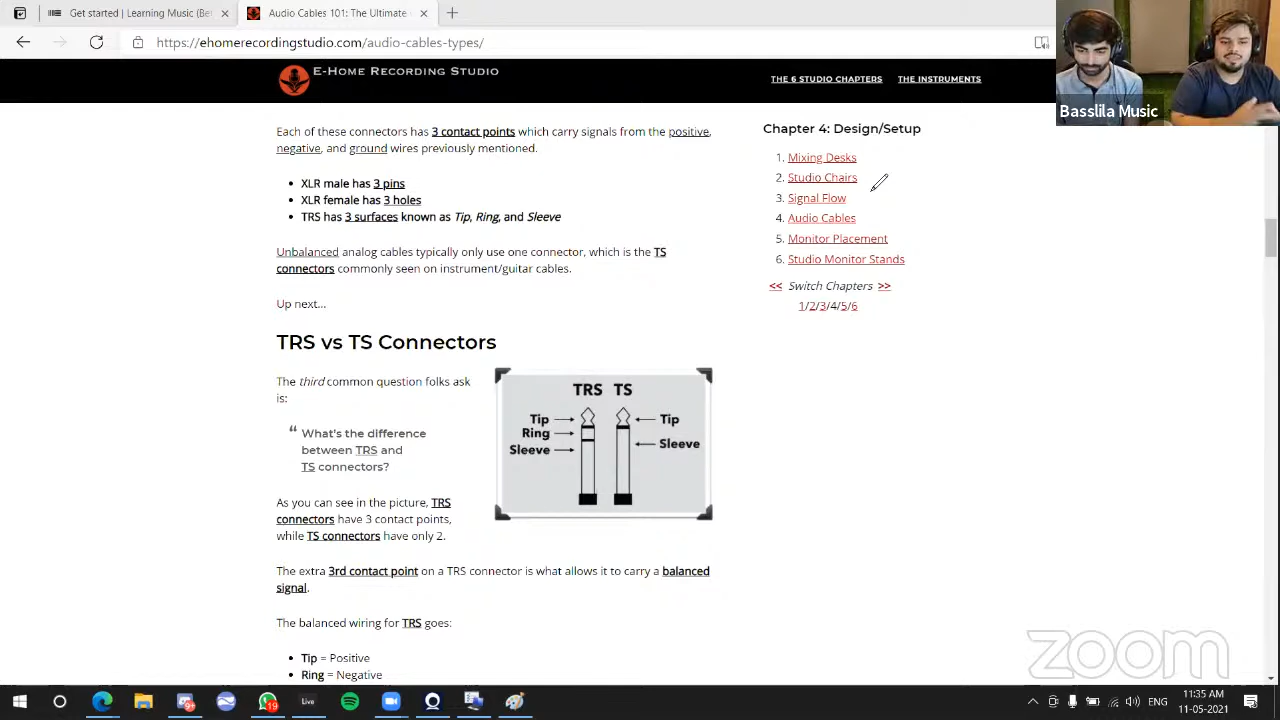 Get started | Learning Music (Be
Audio Cables 101: The Ultimate
https://ehomerecordingstudio.com/audio-cables-types/
E-Home Recording Studio
THE 6 STUDIO CHAPTERS
THE INSTRUMENTS
Basslila Music
Each of these connectors has 3 contact points which carry signals from the positive,
negative, and ground wires previously mentioned.
• XLR male has 3 pins
• XLR female has 3 holes
• TRS has 3 surfaces known as Tip, Ring, and Sleeve
Unbalanced analog cables typically only use one connector, which is the TS
connectors commonly seen on instrument/guitar cables.
Up next...
TRS vs TS Connectors
The third common question folks ask
is:
“ What's the difference
between TRS and
TS connectors?
As you can see in the picture, TRS
connectors have 3 contact points,
while TS connectors have only 2.
TRS TS
Tip
Ring
Sleeve
Tip
Sleeve
The extra 3rd contact point on a TRS connector is what allows it to carry a balanced
signal.
The balanced wiring for TRS goes:
• Tip = Positive
• Ring = Negative
Chapter 4: Design/Setup
1. Mixing Desks
2. Studio Chairs
3. Signal Flow
4. Audio Cables
5. Monitor Placement
6. Studio Monitor Stands
<< Switch Chapters >>
1/2/3/4/5/6
zoom
9+
19
Live
ENG
11:35 AM
11-05-2021